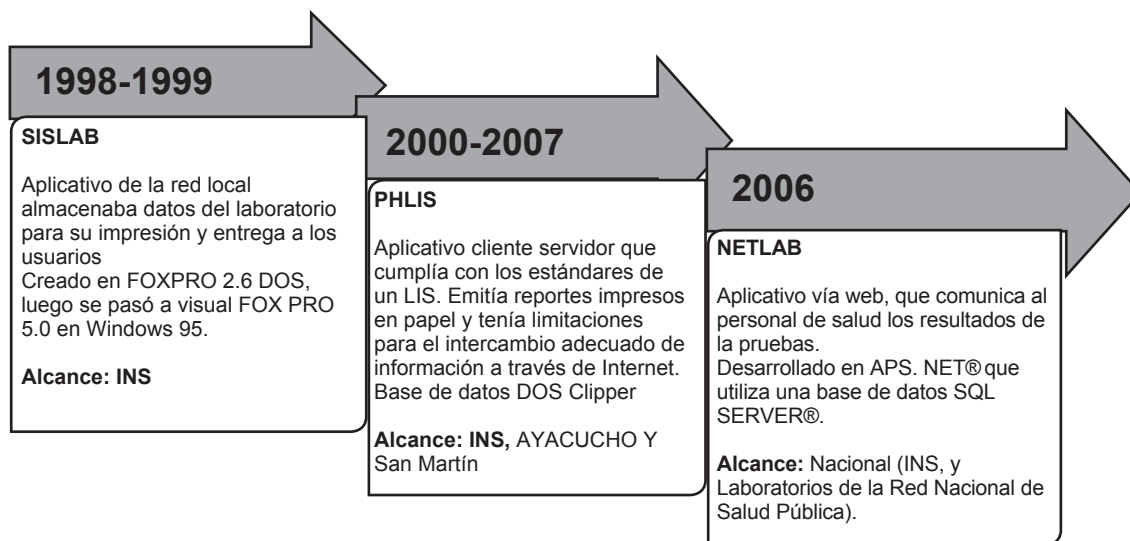 1998-1999
SISLAB
Aplicativo de la red local
almacenaba datos del laboratorio
para su impresión y entrega a los
usuarios
Creado en FOXPRO 2.6 DOS,
luego se pasó a visual FOX PRO
5.0 en Windows 95.
Alcance: INS
2000-2007
PHLIS
Aplicativo cliente servidor que
cumplía con los estándares de
un LIS. Emitía reportes impresos
en papel y tenía limitaciones
para el intercambio adecuado de
información a través de Internet.
Base de datos DOS Clipper
Alcance: INS, AYACUCHO Y
San Martín
2006
NETLAB
Aplicativo vía web, que comunica al
personal de salud los resultados de
la pruebas.
Desarrollado en APS. NET® que
utiliza una base de datos SQL
SERVER®.
Alcance: Nacional (INS, y
Laboratorios de la Red Nacional de
Salud Pública).